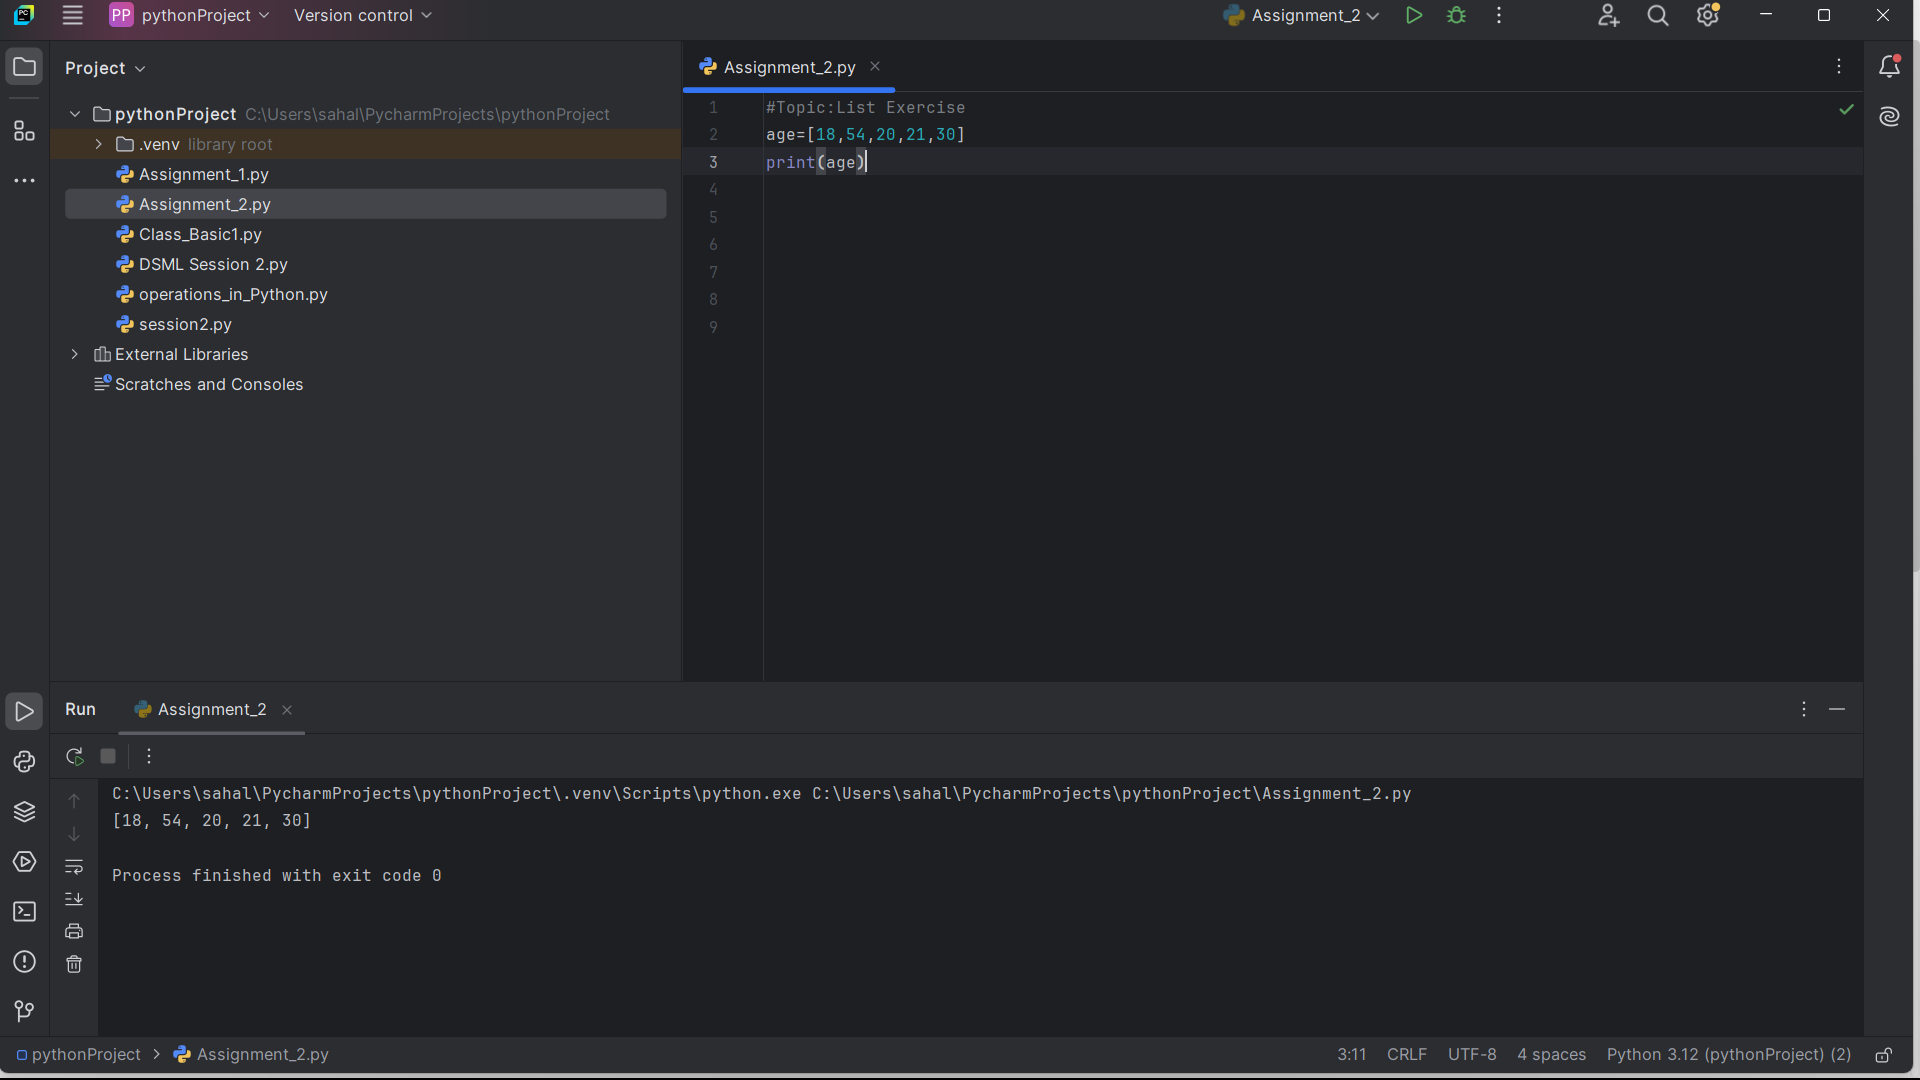 PC
PP pythonProject Version control Assignment_2
Project
Assignment_2.py
pythonProject C:\Users\sahal\PycharmProjects\pythonProject
.venv library root
Assignment_1.py
Assignment_2.py
Class_Basic1.py
DSML Session 2.py
operations_in_Python.py
session2.py
External Libraries
Scratches and Consoles
1 #Topic:List Exercise
2 age=[18,54,20,21,30]
3 print(age)
4
5
6
7
8
9
Run Assignment_2
C:\Users\sahal\PycharmProjects\pythonProject\.venv\Scripts\python.exe C:\Users\sahal\PycharmProjects\pythonProject\Assignment_2.py
[18, 54, 20, 21, 30]
Process finished with exit code 0
pythonProject > Assignment_2.py 3:11 CRLF UTF-8 4 spaces Python 3.12 (pythonProject) (2)